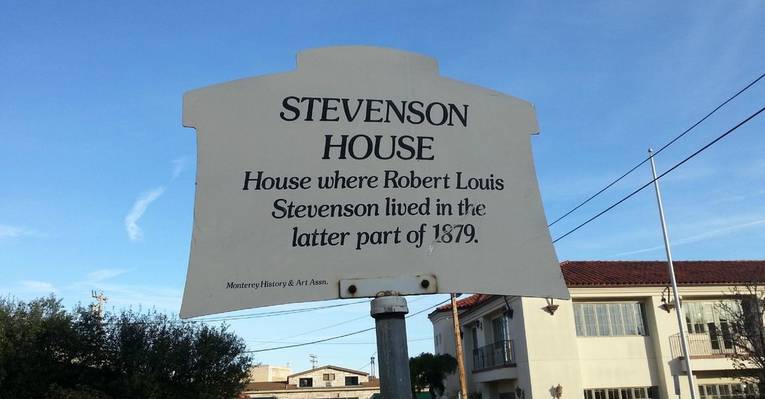 STEVENSON
HOUSE
House where Robert Louis
Stevenson lived in the
latter part of 1879.
Monterey History & Art Assn.